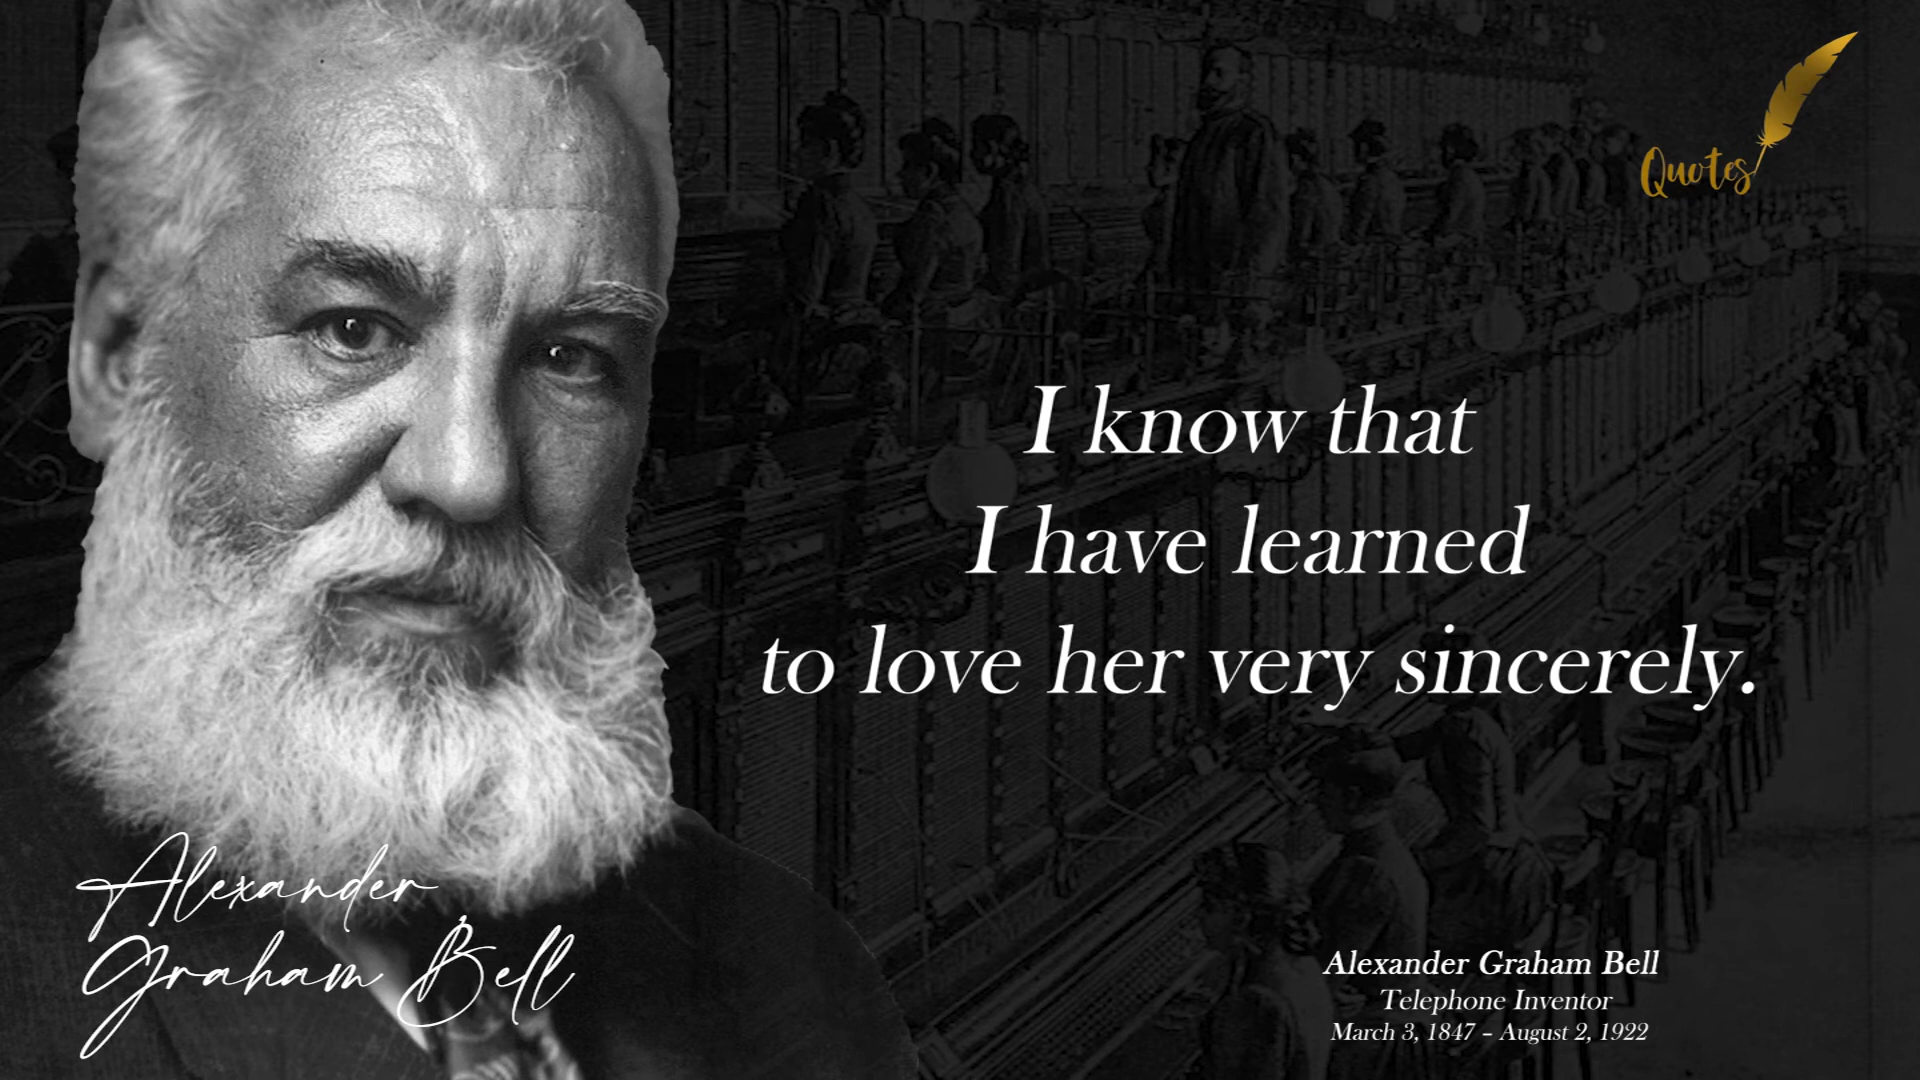 Quotes
I know that
I have learned
to love her very sincerely.
Alexander
Graham Bell
Alexander Graham Bell
Telephone Inventor
March 3, 1847 – August 2, 1922